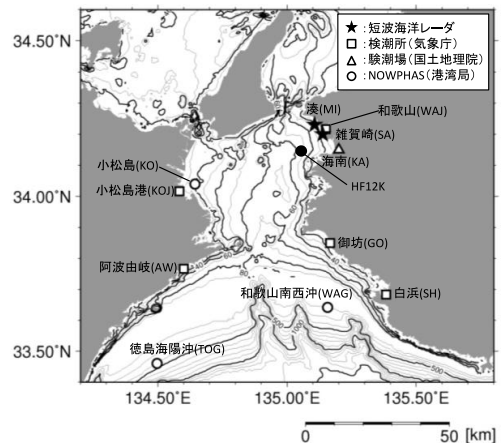 34.60°N
34.00°N
33.50°N
134.50°E
135.00°E
135.50°E
★ :短波海洋レーダ
□ :検潮所(気象庁)
△ :験潮場(国土地理院)
○ :NOWPHAS(港湾局)
湊(MI)
和歌山(WAJ)
雑賀崎(SA)
海南(KA)
HF12K
小松島(KO)
小松島港(KOJ)
御坊(GO)
阿波由岐(AW)
和歌山南西沖(WAG)
白浜(SH)
徳島海陽沖(TOG)
0 50 [km]